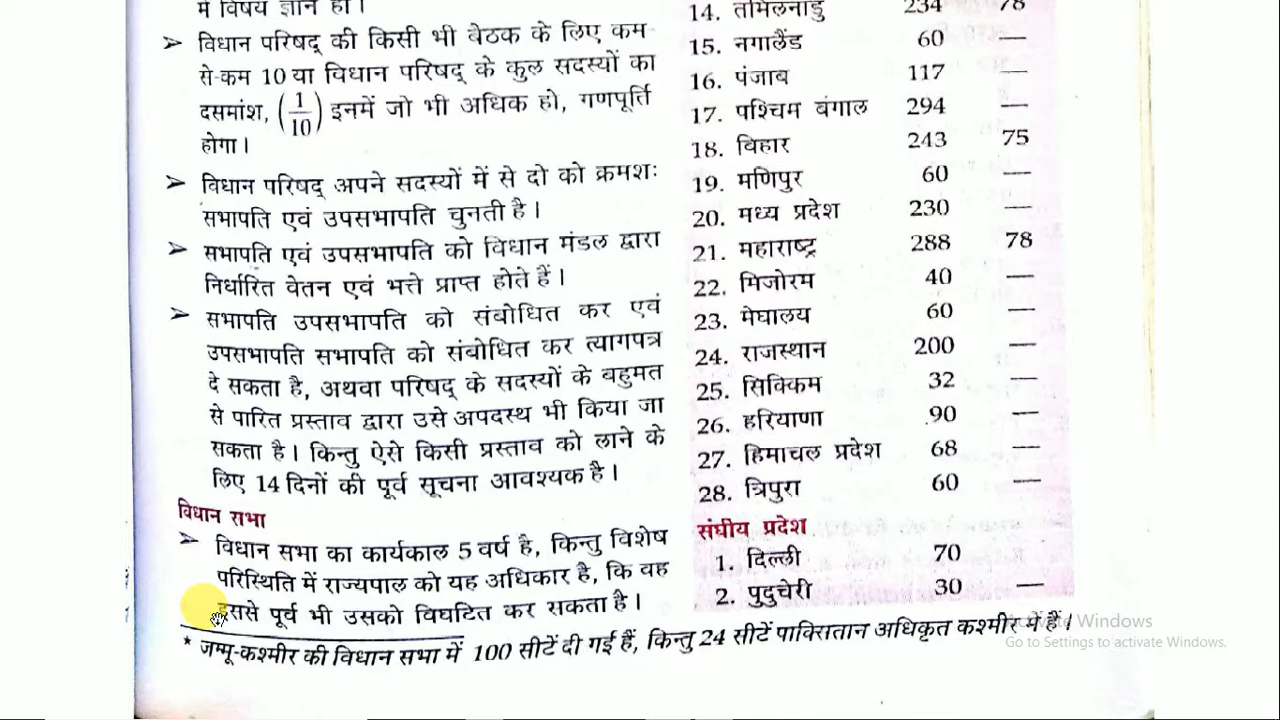 में विषय ज्ञान हो।
➢ विधान परिषद् की किसी भी बैठक के लिए कम-
से-कम 10 या विधान परिषद् के कुल सदस्यों का
दसमांश, (1/10) इनमें जो भी अधिक हो, गणपूर्ति
होगा।
➢ विधान परिषद् अपने सदस्यों में से दो को क्रमशः
सभापति एवं उपसभापति चुनती है।
➢ सभापति एवं उपसभापति को विधान मंडल द्वारा
निर्धारित वेतन एवं भत्ते प्राप्त होते हैं।
➢ सभापति उपसभापति को संबोधित कर एवं
उपसभापति सभापति को संबोधित कर त्यागपत्र
दे सकता है, अथवा परिषद् के सदस्यों के बहुमत
से पारित प्रस्ताव द्वारा उसे अपदस्थ भी किया जा
सकता है। किन्तु ऐसे किसी प्रस्ताव को लाने के
लिए 14 दिनों की पूर्व सूचना आवश्यक है।
विधान सभा
➢ विधान सभा का कार्यकाल 5 वर्ष है, किन्तु विशेष
परिस्थिति में राज्यपाल को यह अधिकार है, कि वह
इससे पूर्व भी उसको विघटित कर सकता है।
14. तमिलनाडु 234 78
15. नगालैंड 60 —
16. पंजाब 117 —
17. पश्चिम बंगाल 294 —
18. बिहार 243 75
19. मणिपुर 60 —
20. मध्य प्रदेश 230 —
21. महाराष्ट्र 288 78
22. मिजोरम 40 —
23. मेघालय 60 —
24. राजस्थान 200 —
25. सिक्किम 32 —
26. हरियाणा 90 —
27. हिमाचल प्रदेश 68 —
28. त्रिपुरा 60 —
संघीय प्रदेश
1. दिल्ली 70
2. पुदुचेरी 30 —
* जम्मू-कश्मीर की विधान सभा में 100 सीटें दी गई हैं, किन्तु 24 सीटें पाकिस्तान अधिकृत कश्मीर में हैं।
Activate Windows
Go to Settings to activate Windows.